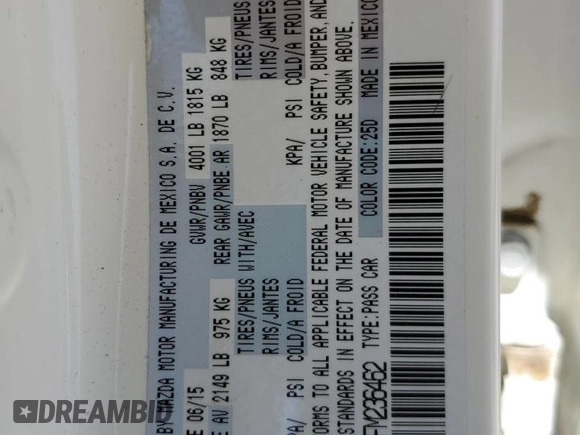 BY MAZDA MOTOR MANUFACTURING DE MEXICO S.A. DE C.V.
06/15 GVWR/PNBV 4001 LB 1815 KG
AV 2149 LB 975 KG REAR GAWR/PNBE AR 1870 LB 848 KG
TIRES/PNEUS WITH/AVEC TIRES/PNEUS
RIMS/JANTES RIMS/JANTES
KPA/ PSI COLD/A FROID KPA/ PSI COLD/A FROID
TO ALL APPLICABLE FEDERAL MOTOR VEHICLE SAFETY, BUMPER, AND
STANDARDS IN EFFECT ON THE DATE OF MANUFACTURE SHOWN ABOVE.
FM236462 TYPE:PASS CAR COLOR CODE:25D MADE IN MEXICO
DREAMBID